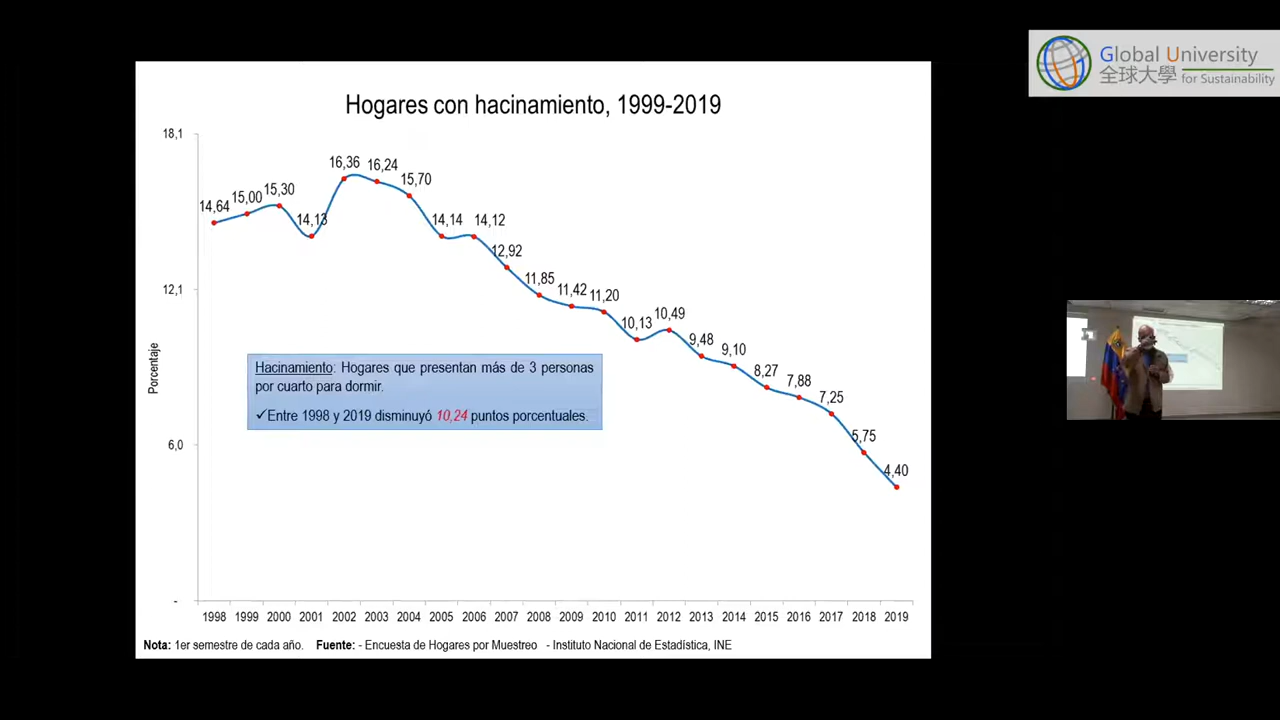 Global University
全球大學 for Sustainability
Hogares con hacinamiento, 1999-2019
Porcentaje
18,1
12,1
6,0
-
14,64
15,00
15,30
14,13
16,36
16,24
15,70
14,14
14,12
12,92
11,85
11,42
11,20
10,13
10,49
9,48
9,10
8,27
7,88
7,25
5,75
4,40
Hacinamiento: Hogares que presentan más de 3 personas
por cuarto para dormir.
✓Entre 1998 y 2019 disminuyó 10,24 puntos porcentuales.
1998 1999 2000 2001 2002 2003 2004 2005 2006 2007 2008 2009 2010 2011 2012 2013 2014 2015 2016 2017 2018 2019
Nota: 1er semestre de cada año. Fuente: - Encuesta de Hogares por Muestreo - Instituto Nacional de Estadística, INE